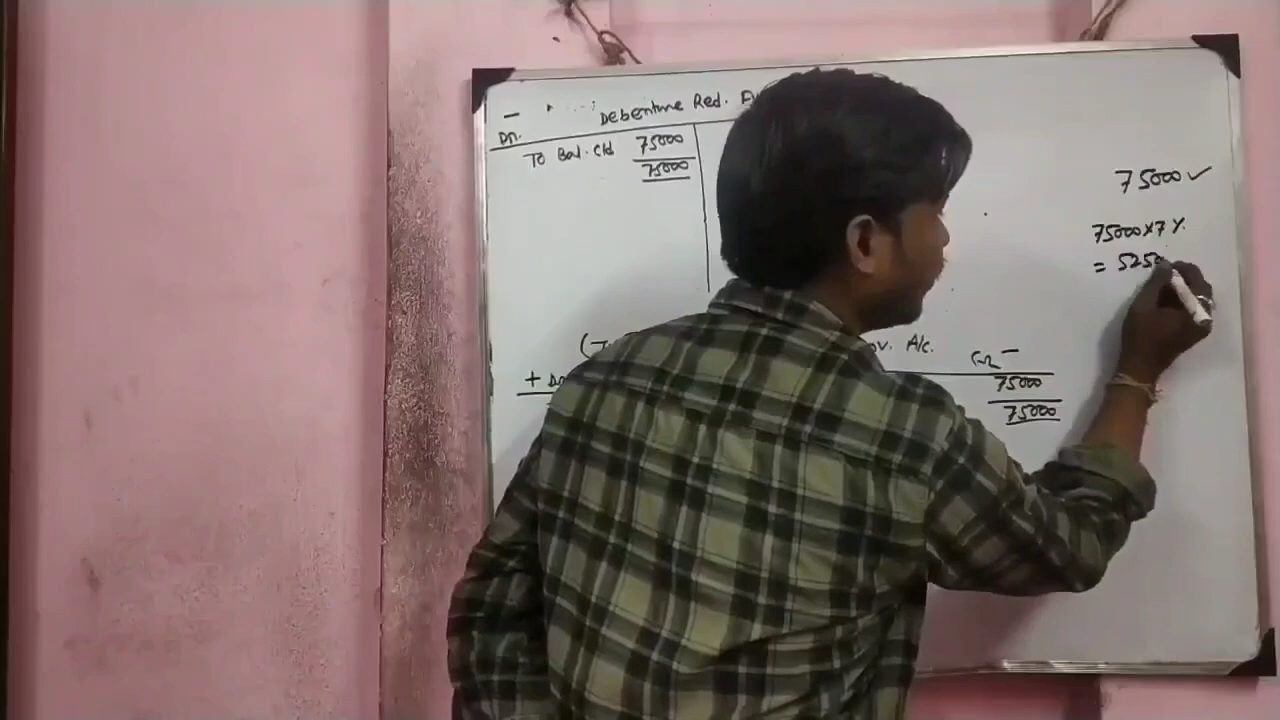 Debenture Red.
Dr.
To Bal. C/d 75000
75000
75000 ✓
75000×7%
= 525
ov. A/c.
+ Cr -
75000
75000